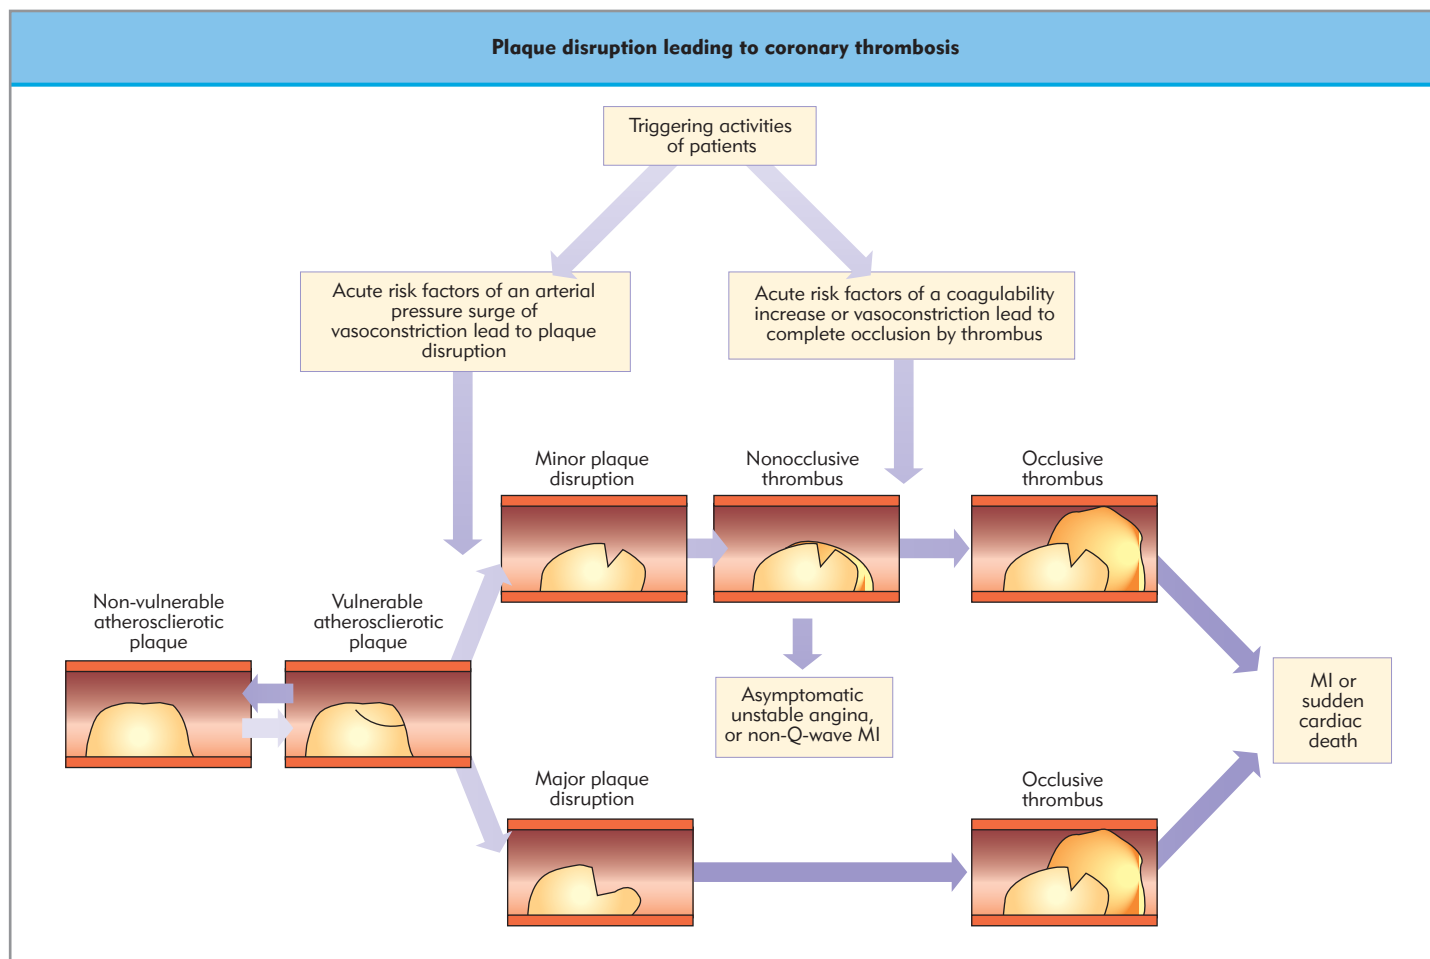 Plaque disruption leading to coronary thrombosis
Triggering activities
of patients
Acute risk factors of an arterial
pressure surge of
vasoconstriction lead to plaque
disruption
Acute risk factors of a coagulability
increase or vasoconstriction lead to
complete occlusion by thrombus
Minor plaque
disruption
Nonocclusive
thrombus
Occlusive
thrombus
Non-vulnerable
atherosclierotic
plaque
Vulnerable
atherosclierotic
plaque
Asymptomatic
unstable angina,
or non-Q-wave MI
MI or
sudden
cardiac
death
Major plaque
disruption
Occlusive
thrombus